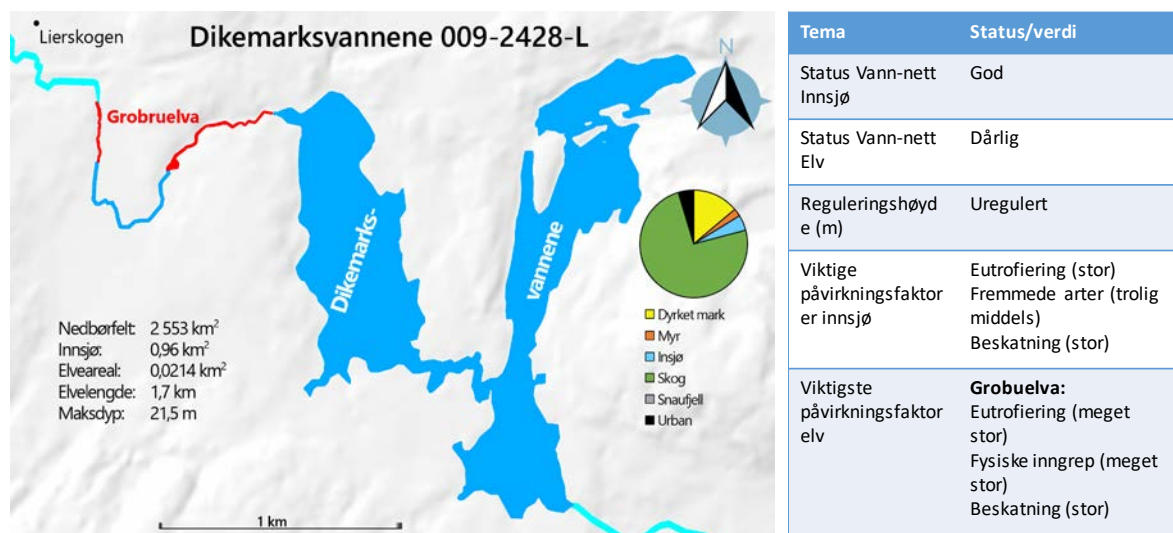 Lierskogen
Dikemarksvannene 009-2428-L
N
Grobruelva
Dikemarks-
vannene
Nedbørfelt: 2 553 km²
Innsjø: 0,96 km²
Elveareal: 0,0214 km²
Elvelengde: 1,7 km
Maksdyp: 21,5 m
Dyrket mark
Myr
Insjø
Skog
Snaufjell
Urban
1 km
Tema Status/verdi
Status Vann-nett God
Innsjø
Status Vann-nett Dårlig
Elv
Reguleringshøyd Uregulert
e (m)
Viktige Eutrofiering (stor)
påvirkningsfaktor Fremmede arter (trolig
er innsjø middels)
Beskatning (stor)
Viktigste Grobuelva:
påvirkningsfaktor Eutrofiering (meget
elv stor)
Fysiske inngrep (meget
stor)
Beskatning (stor)